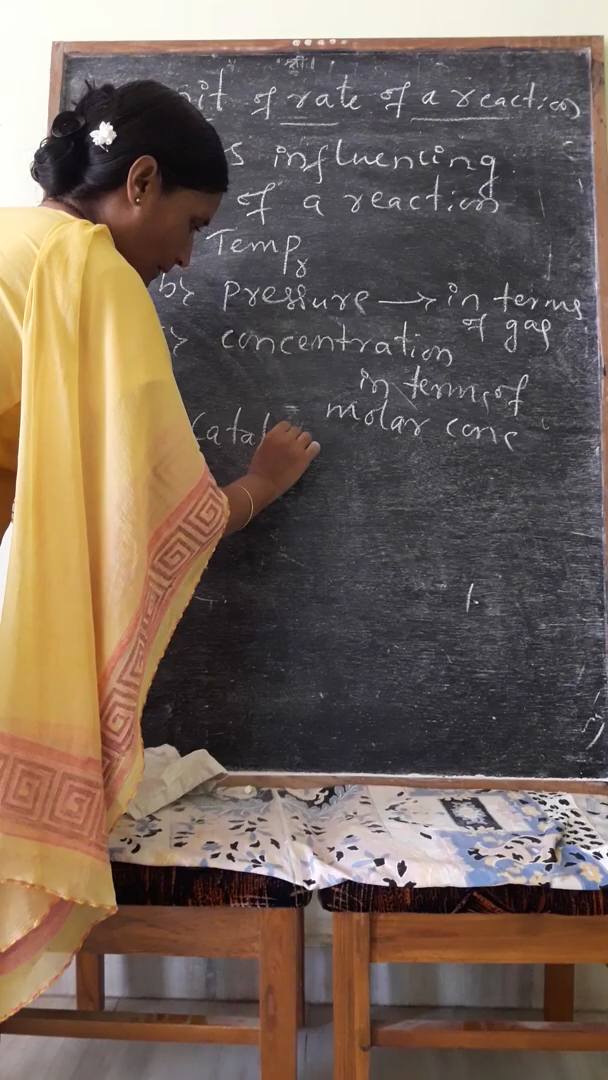 श्री
of rate of a reaction
influencing
of a reaction
Temp
b> Pressure → in terms
of gas
concentration
in terms of
molar conc
Catal